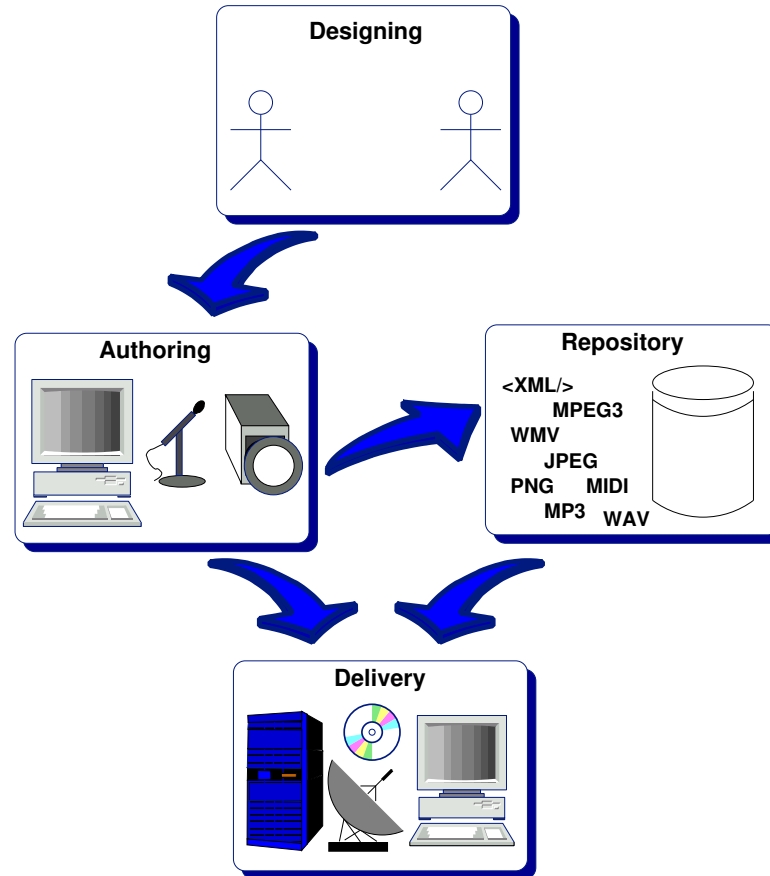 Designing
Authoring
Repository
<XML/>
MPEG3
WMV
JPEG
PNG MIDI
MP3 WAV
Delivery